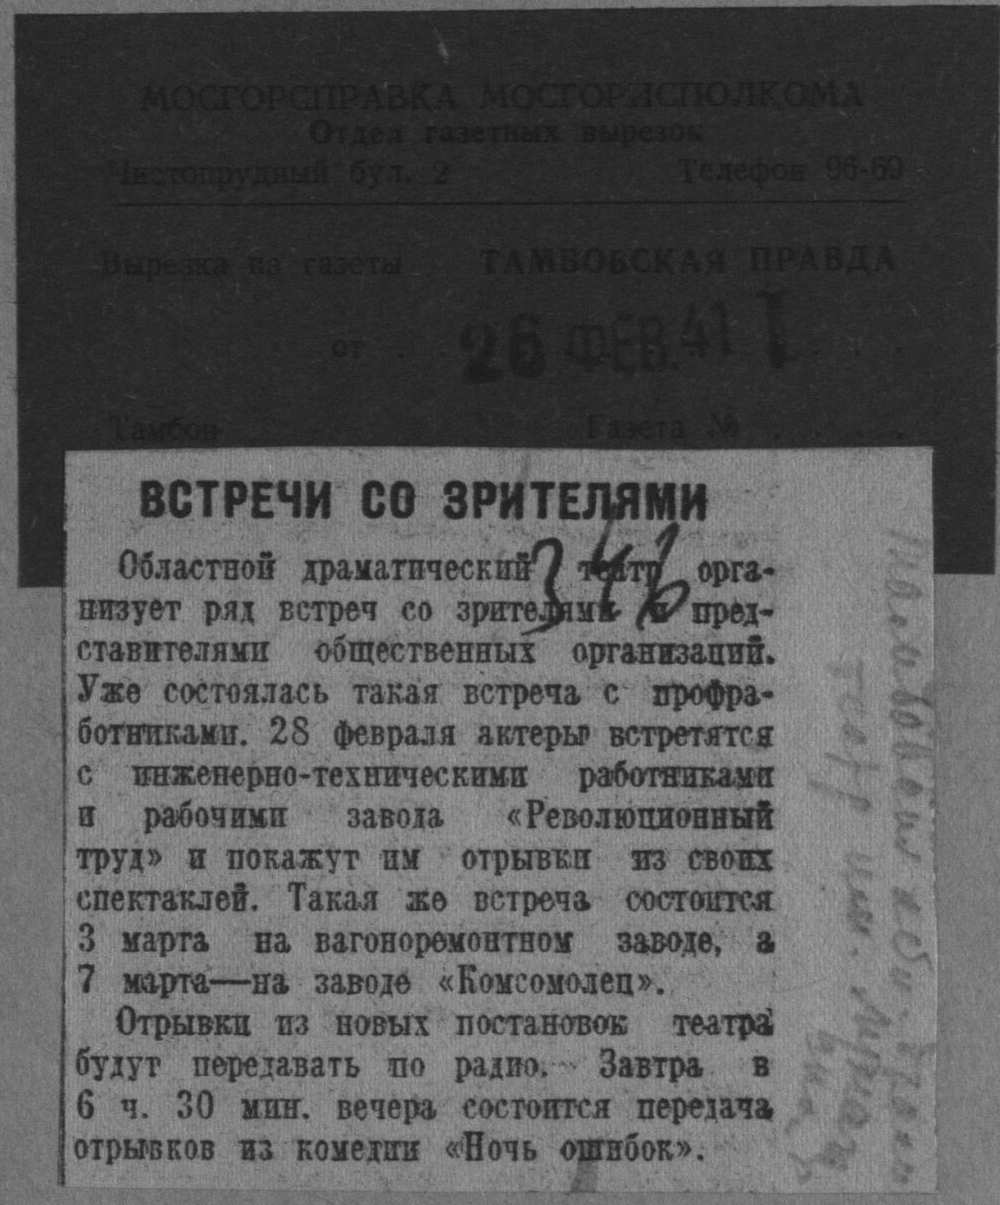 МОСГОРСПРАВКА МОСГОРИСПОЛКОМА
Отдел газетных вырезок
Чистопрудный бул. 2 Телефон 96-69
Вырезка из газеты ТАМБОВСКАЯ ПРАВДА
от 26 ФЕВ. 41
Тамбов Газета №
ВСТРЕЧИ СО ЗРИТЕЛЯМИ
346
Областной драматический театр орга-
низует ряд встреч со зрителями и пред-
ставителями общественных организаций.
Уже состоялась такая встреча с профра-
ботниками. 28 февраля актеры встретятся
с инженерно-техническими работниками
и рабочими завода «Революционный
труд» и покажут им отрывки из своих
спектаклей. Такая же встреча состоится
3 марта на вагоноремонтном заводе, а
7 марта—на заводе «Комсомолец».
Отрывки из новых постановок театра
будут передавать по радио. Завтра в
6 ч. 30 мин. вечера состоится передача
отрывков из комедии «Ночь ошибок».